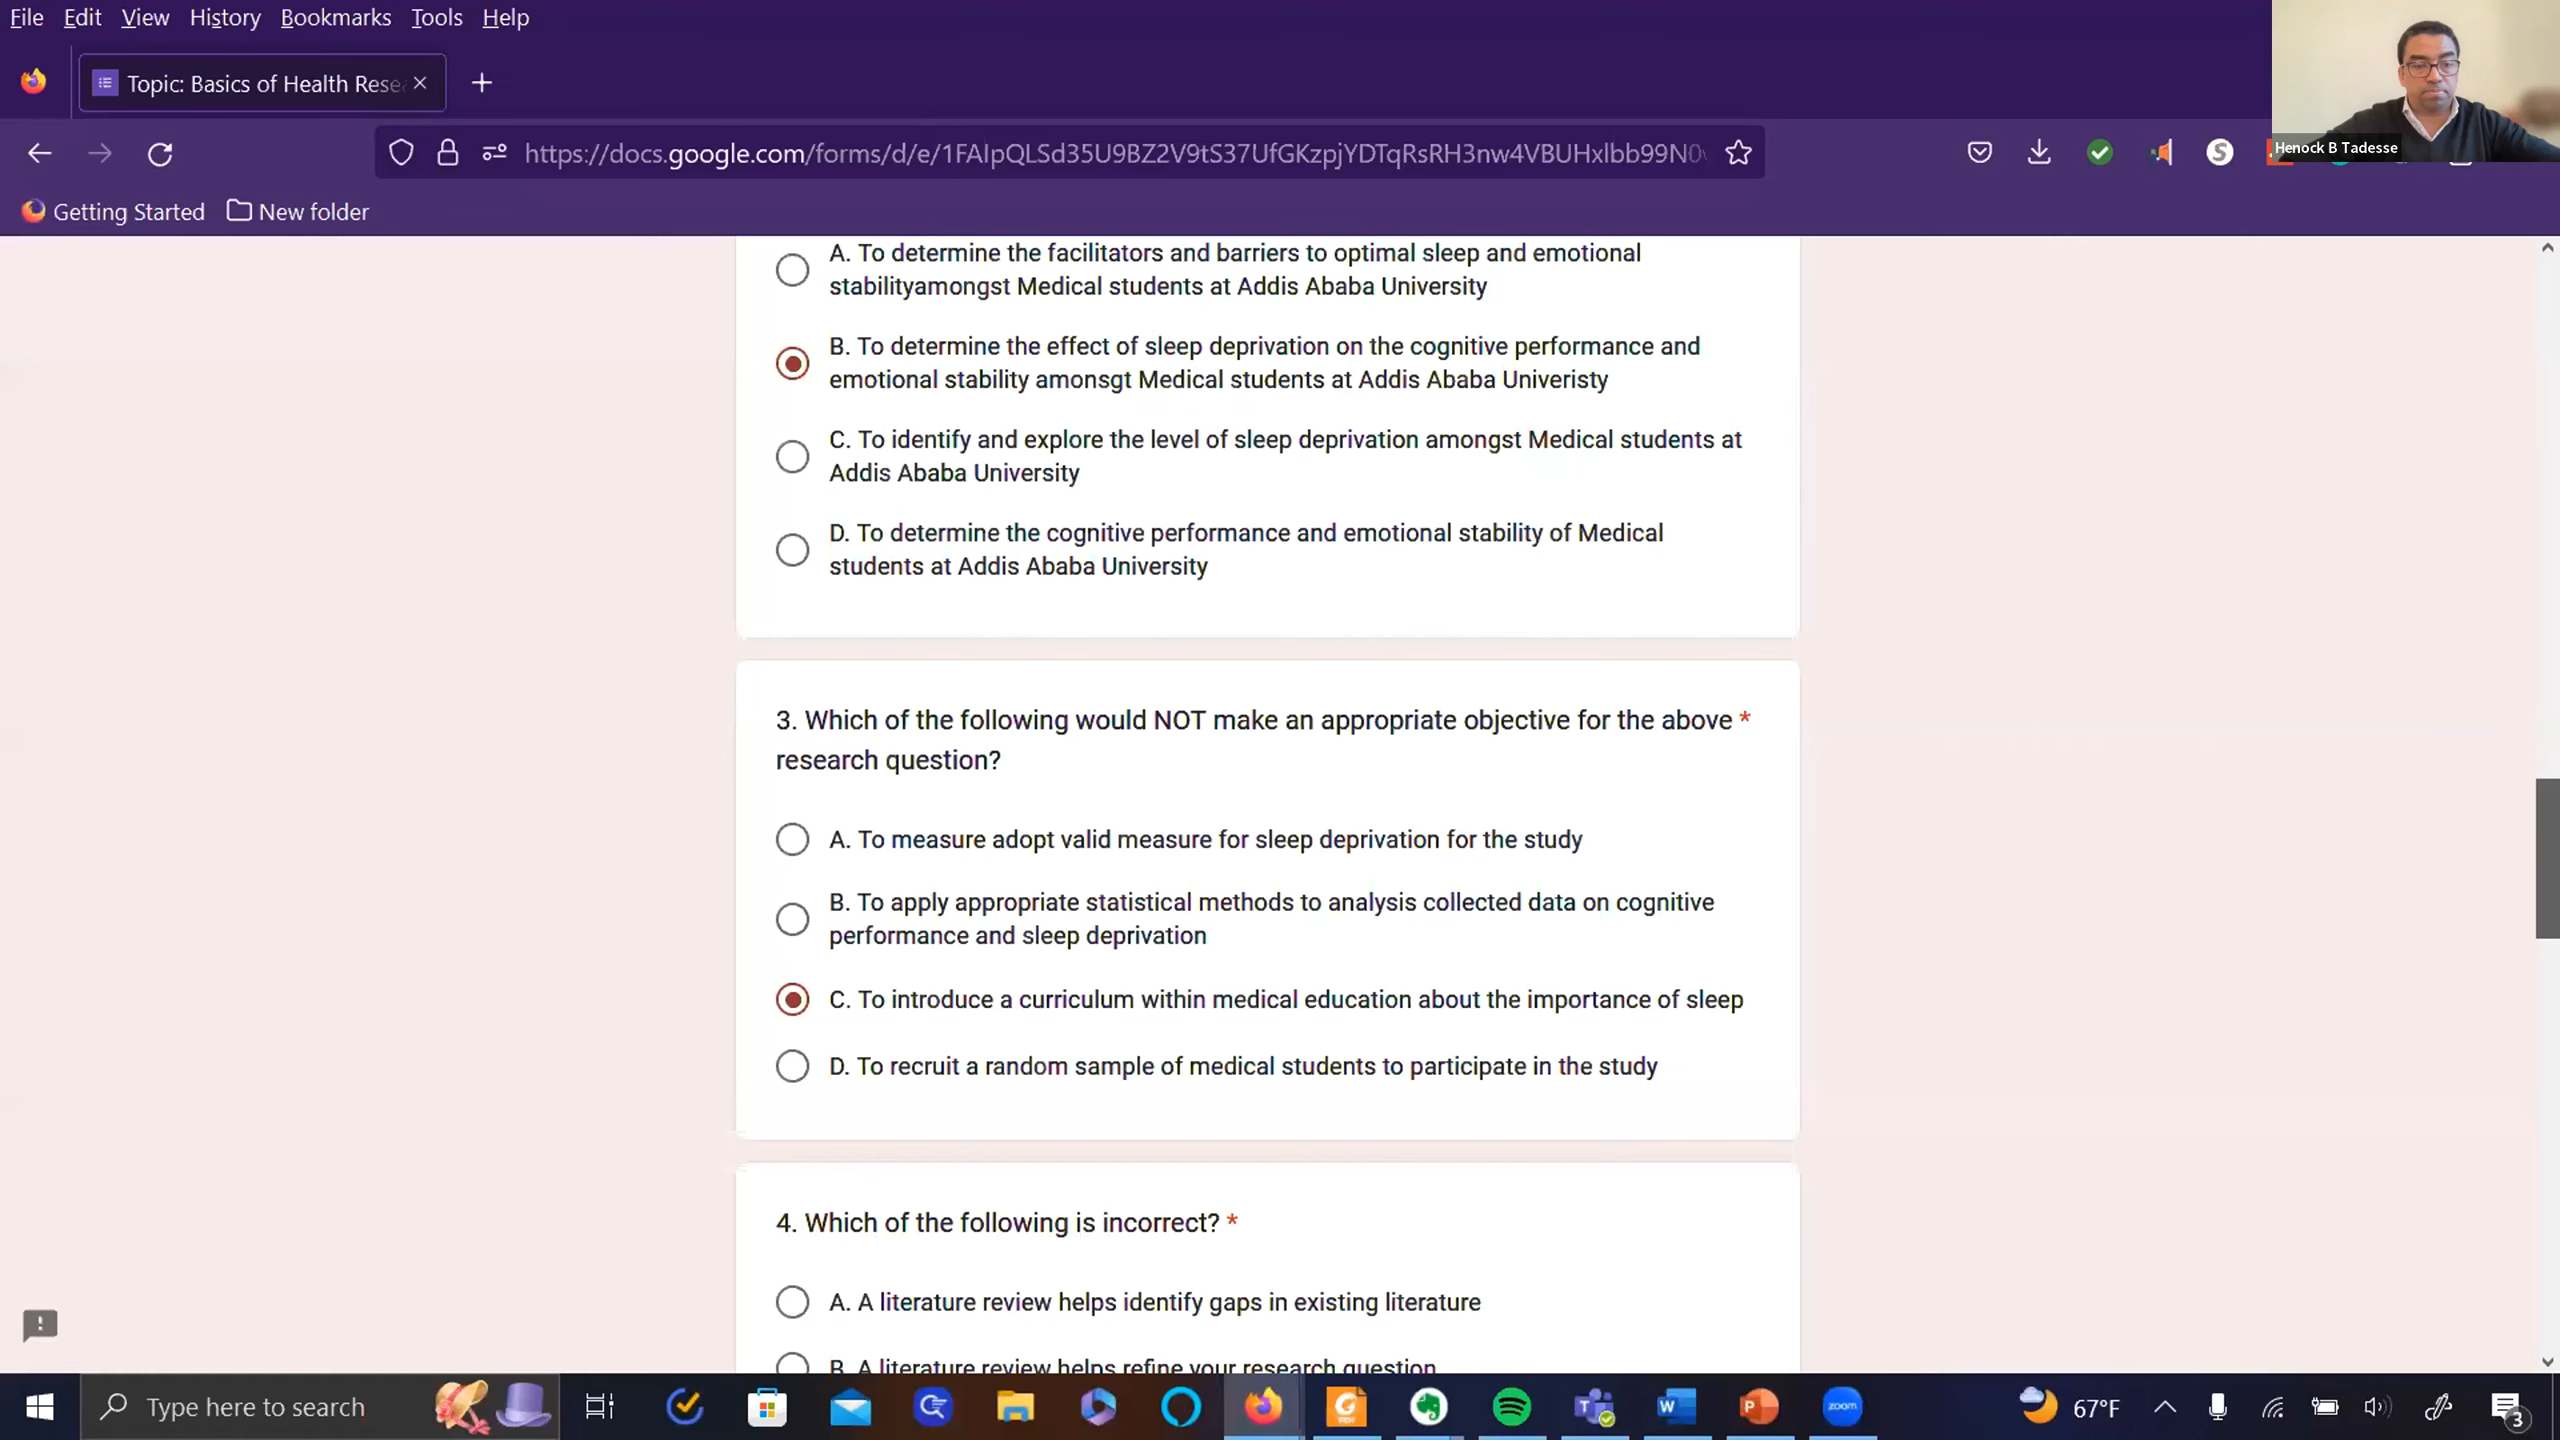 File Edit View History Bookmarks Tools Help
Topic: Basics of Health Rese
https://docs.google.com/forms/d/e/1FAIpQLSd35U9BZ2V9tS37UfGKzpjYDTqRsRH3nw4VBUHxlbb99N0
Henock B Tadesse
Getting Started New folder
A. To determine the facilitators and barriers to optimal sleep and emotional
stabilityamongst Medical students at Addis Ababa University
B. To determine the effect of sleep deprivation on the cognitive performance and
emotional stability amonsgt Medical students at Addis Ababa Univeristy
C. To identify and explore the level of sleep deprivation amongst Medical students at
Addis Ababa University
D. To determine the cognitive performance and emotional stability of Medical
students at Addis Ababa University
3. Which of the following would NOT make an appropriate objective for the above *
research question?
A. To measure adopt valid measure for sleep deprivation for the study
B. To apply appropriate statistical methods to analysis collected data on cognitive
performance and sleep deprivation
C. To introduce a curriculum within medical education about the importance of sleep
D. To recruit a random sample of medical students to participate in the study
4. Which of the following is incorrect? *
A. A literature review helps identify gaps in existing literature
B. A literature review helps refine your research question
Type here to search
zoom
67°F
3